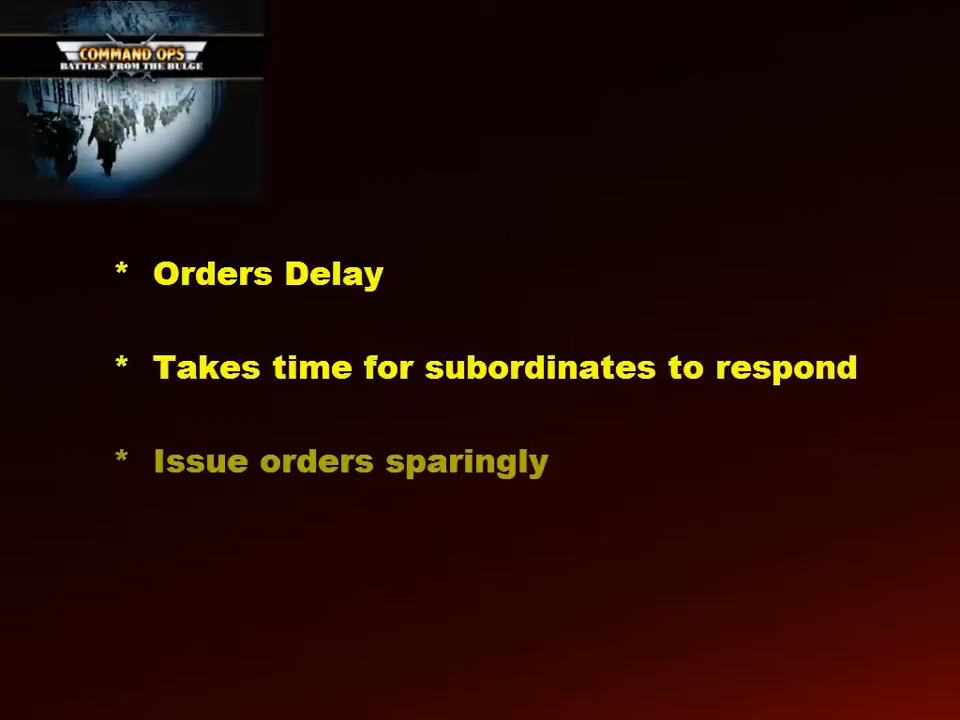 COMMAND OPS
BATTLES FROM THE BULGE
* Orders Delay
* Takes time for subordinates to respond
* Issue orders sparingly